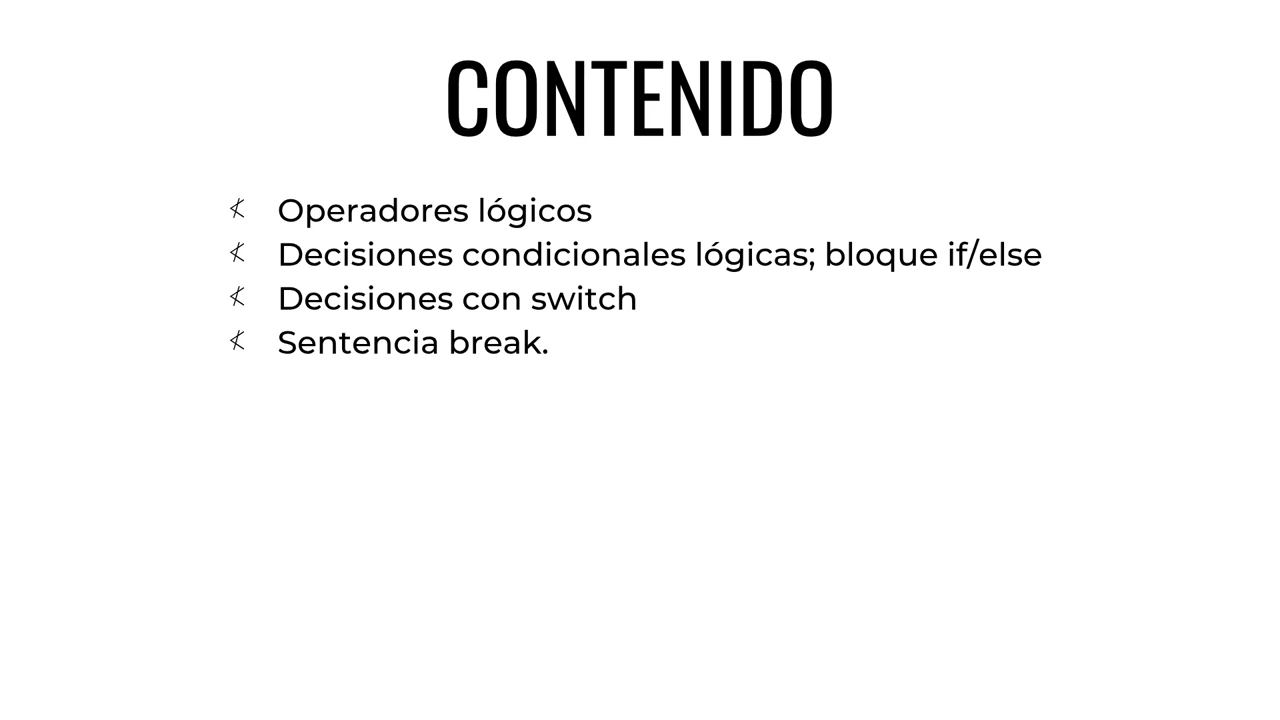 CONTENIDO
Operadores lógicos
Decisiones condicionales lógicas; bloque if/else
Decisiones con switch
Sentencia break.